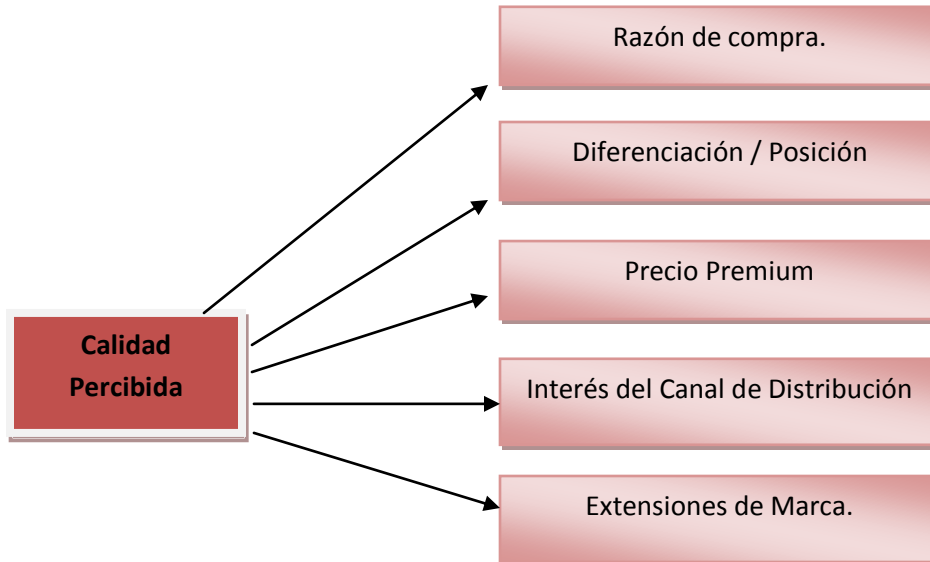 Razón de compra.
Diferenciación / Posición
Precio Premium
Calidad
Percibida
Interés del Canal de Distribución
Extensiones de Marca.